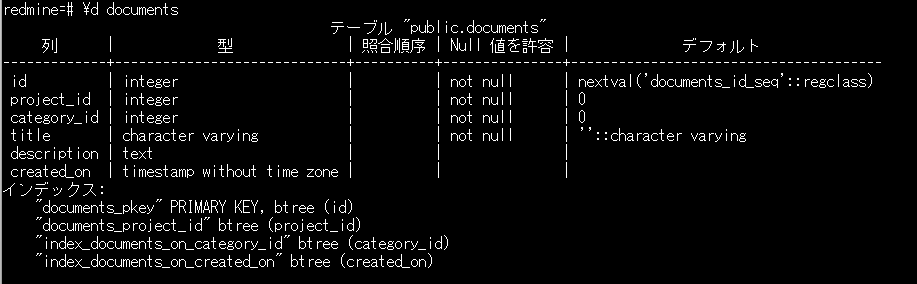 redmine=# ¥d documents
テーブル "public.documents"
列 | 型 | 照合順序 | Null 値を許容 | デフォルト
-------------+-----------------------------+----------+---------------+---------------------------------------
id | integer | | not null | nextval('documents_id_seq'::regclass)
project_id | integer | | not null | 0
category_id | integer | | not null | 0
title | character varying | | not null | ''::character varying
description | text | | |
created_on | timestamp without time zone | | |
インデックス:
"documents_pkey" PRIMARY KEY, btree (id)
"documents_project_id" btree (project_id)
"index_documents_on_category_id" btree (category_id)
"index_documents_on_created_on" btree (created_on)